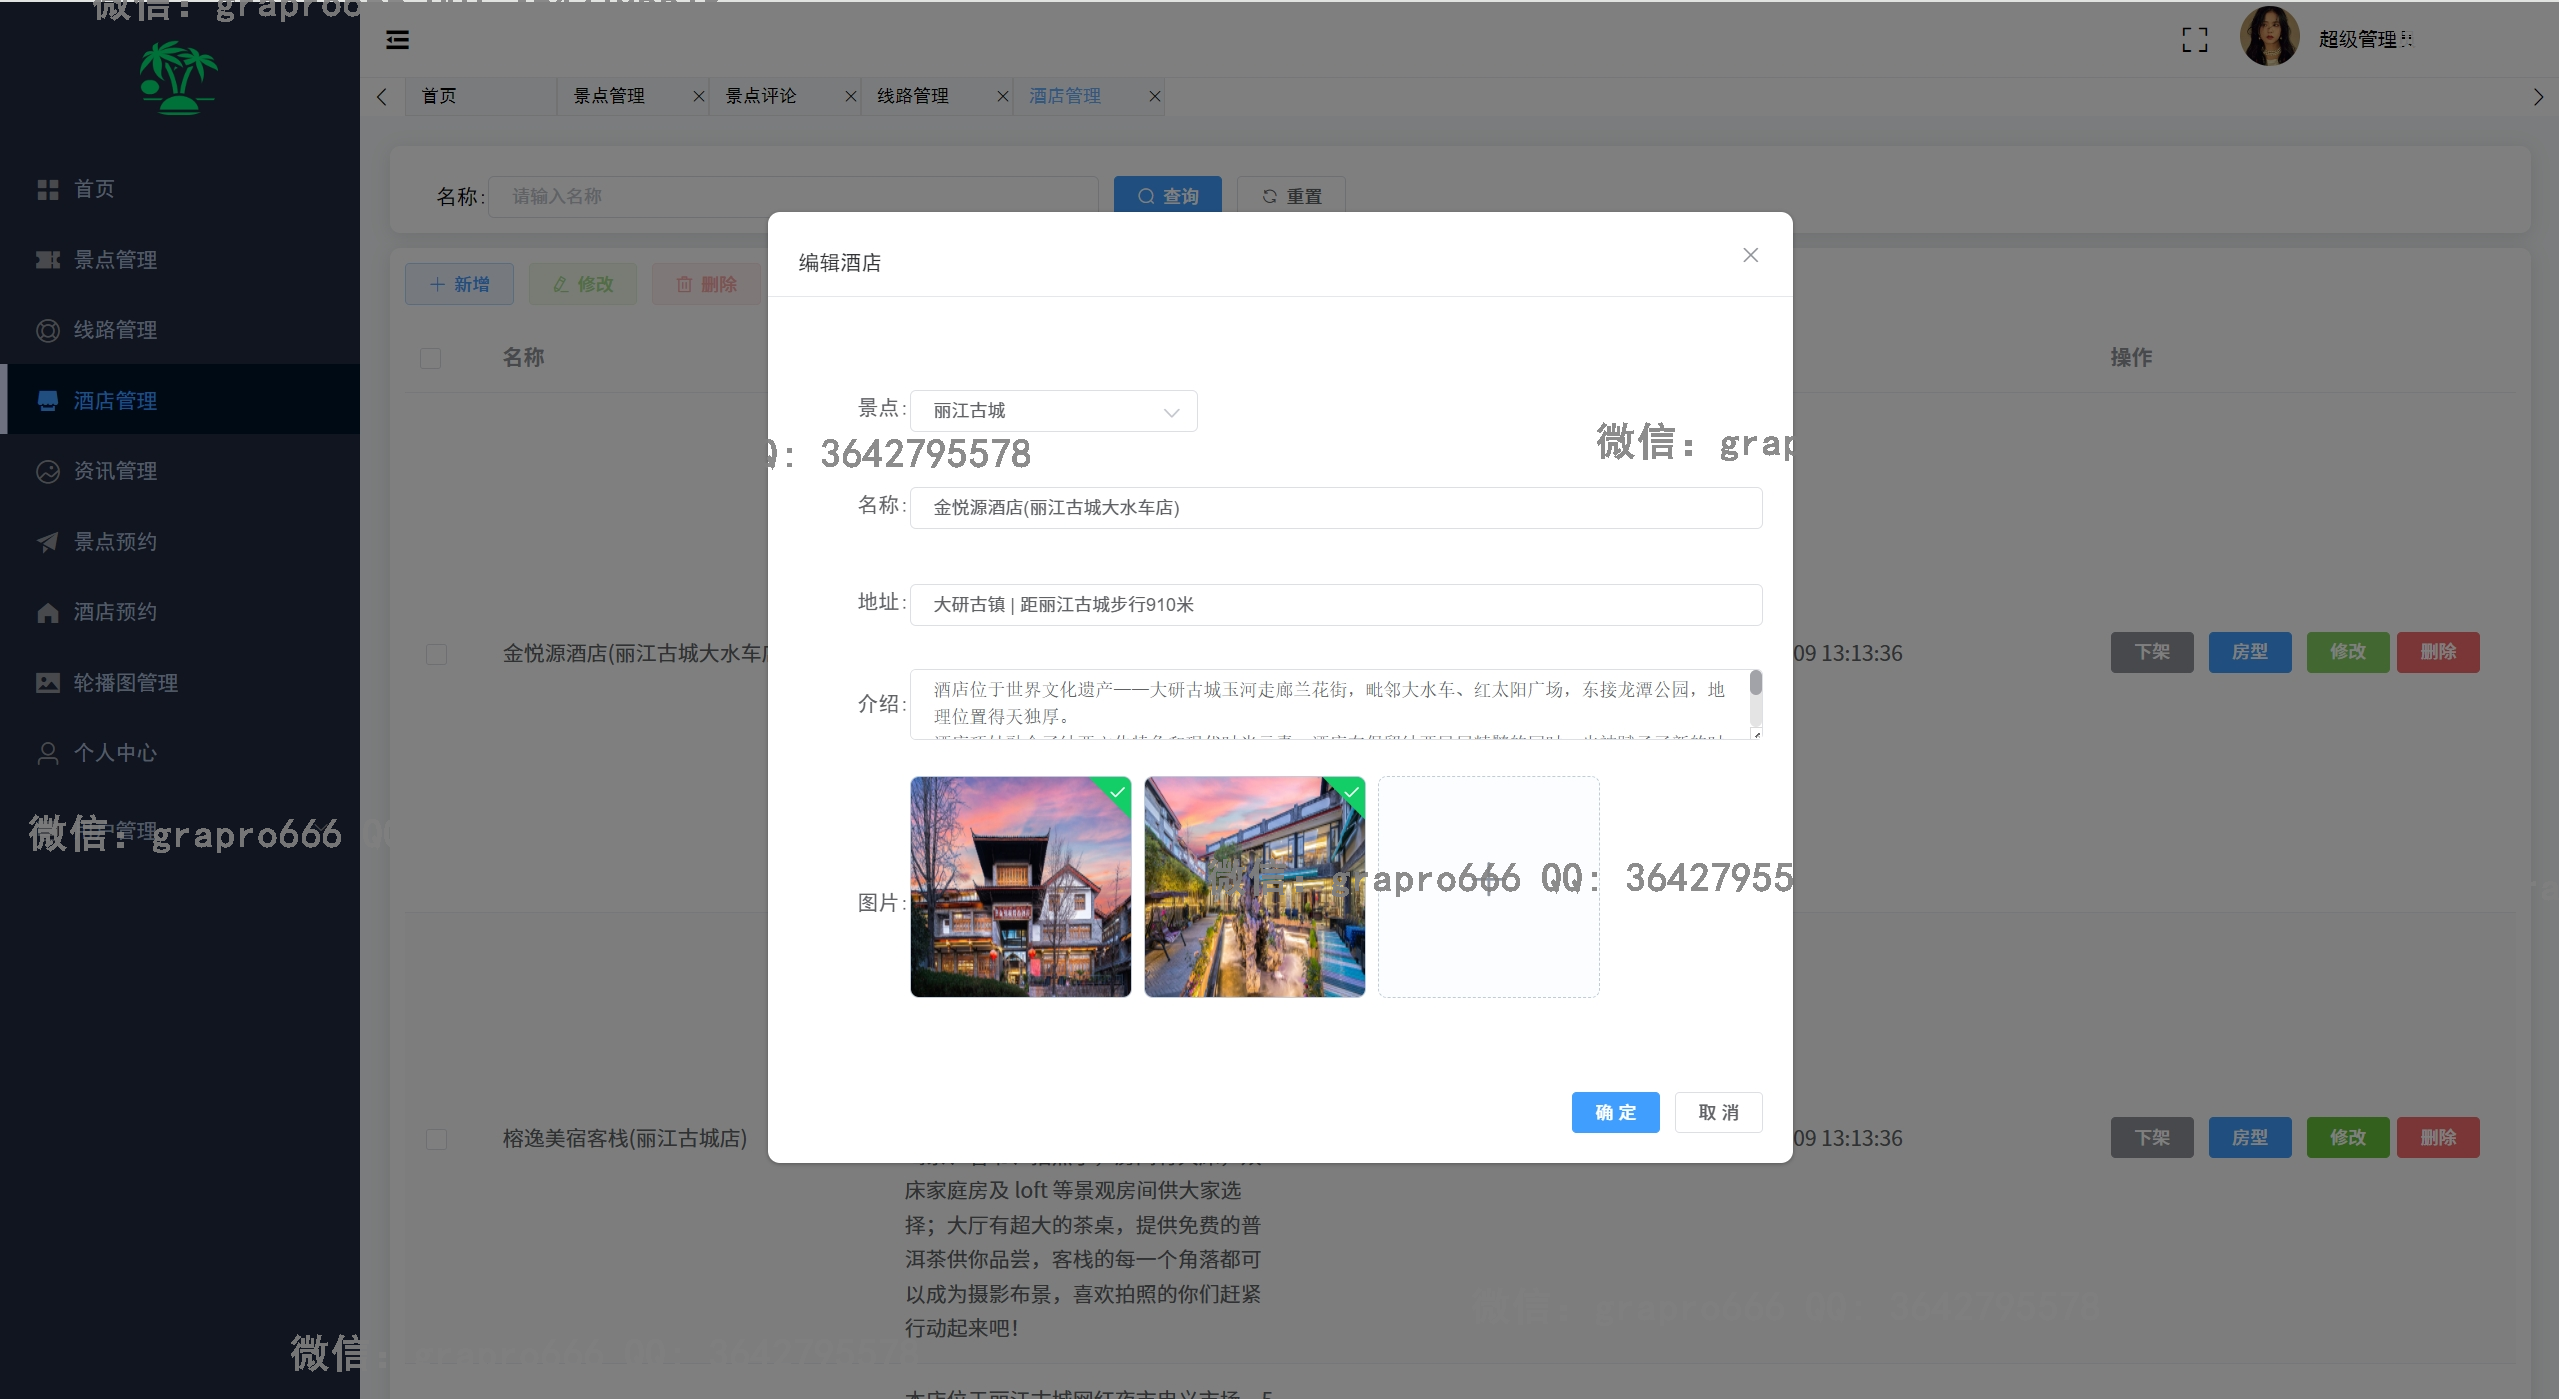 微信: grapro666
超级管理员
首页
景点管理
景点评论
线路管理
酒店管理
首页
景点管理
线路管理
酒店管理
资讯管理
景点预约
酒店预约
轮播图管理
个人中心
微信: grapro666 QQ
名称:
请输入名称
查询
重置
新增
修改
删除
名称
操作
金悦源酒店(丽江古城大水车
09 13:13:36
下架
房型
修改
删除
榕逸美宿客栈(丽江古城店)
09 13:13:36
下架
房型
修改
删除
床家庭房及 loft 等景观房间供大家选
择；大厅有超大的茶桌，提供免费的普
洱茶供你品尝，客栈的每一个角落都可
以成为摄影布景，喜欢拍照的你们赶紧
行动起来吧！
编辑酒店
景点:
丽江古城
: 3642795578
微信: grap
名称:
金悦源酒店(丽江古城大水车店)
地址:
大研古镇 | 距丽江古城步行910米
介绍:
酒店位于世界文化遗产——大研古城玉河走廊兰花街，毗邻大水车、红太阳广场，东接龙潭公园，地
理位置得天独厚。
图片:
微信: grapro666 QQ: 36427955
确 定
取 消
微信: grapro666 QQ: 3642795578
微信: grapro666 QQ: 3642795578